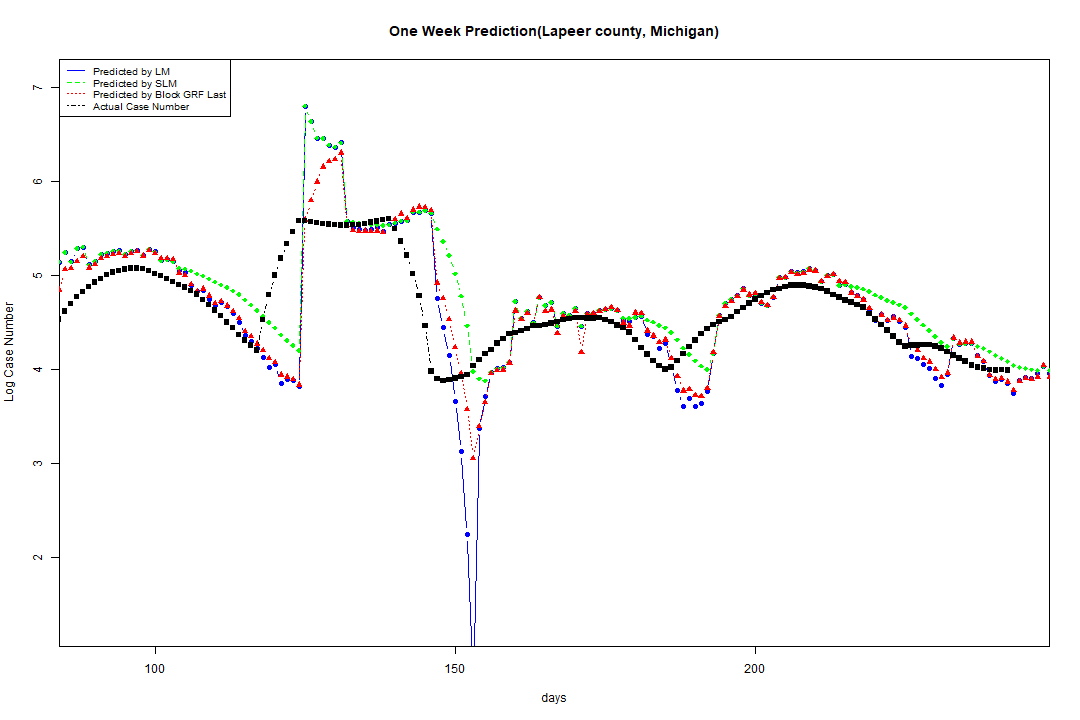 One Week Prediction(Lapeer county, Michigan)
Predicted by LM
Predicted by SLM
Predicted by Block GRF Last
Actual Case Number
7
6
5
4
3
2
Log Case Number
100
150
200
days